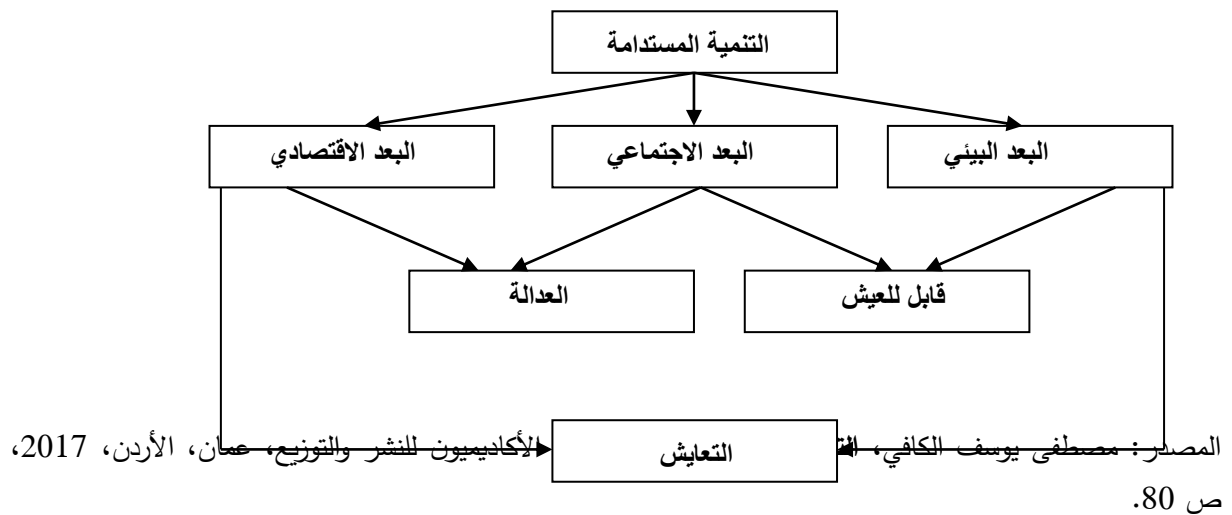 التنمية المستدامة
البعد البيئي
البعد الاجتماعي
البعد الاقتصادي
قابل للعيش
العدالة
التعايش
المصدر: مصطفى يوسف الكافي، الأكاديميون للنشر والتوزيع، عمان، الأردن، 2017،
ص 80.